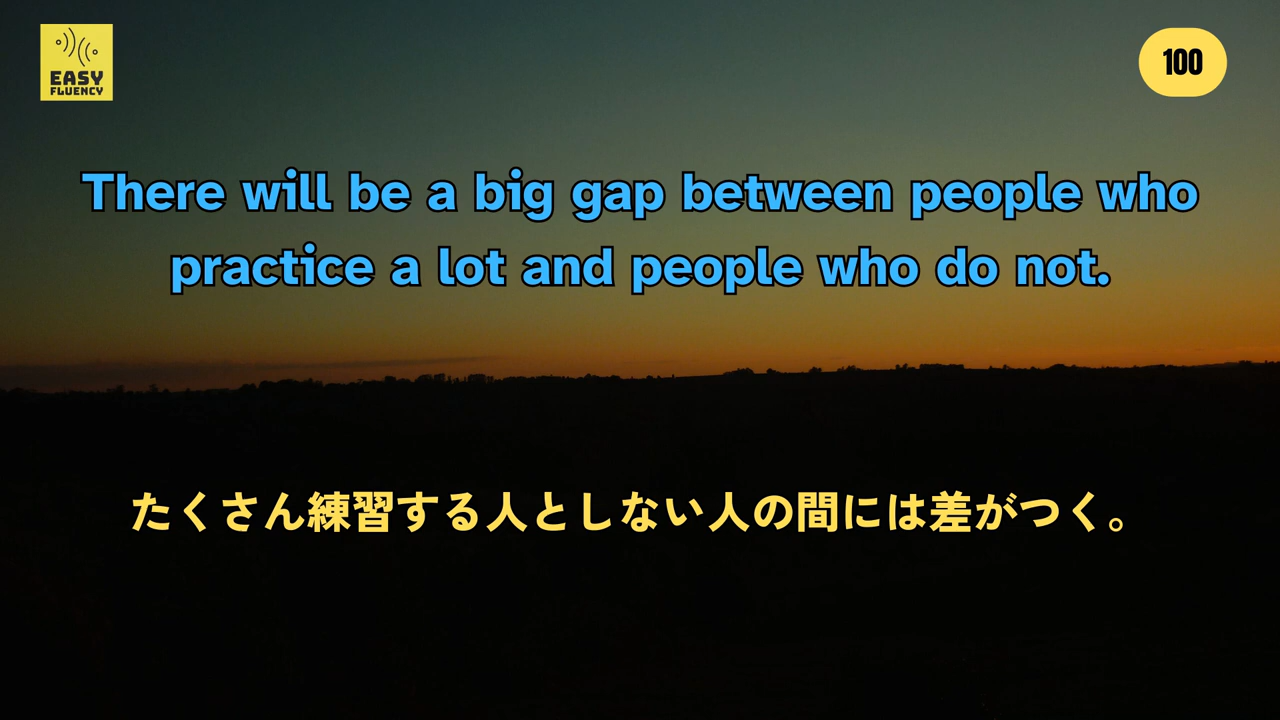 EASY
FLUENCY
100
There will be a big gap between people who
practice a lot and people who do not.
たくさん練習する人としない人の間には差がつく。